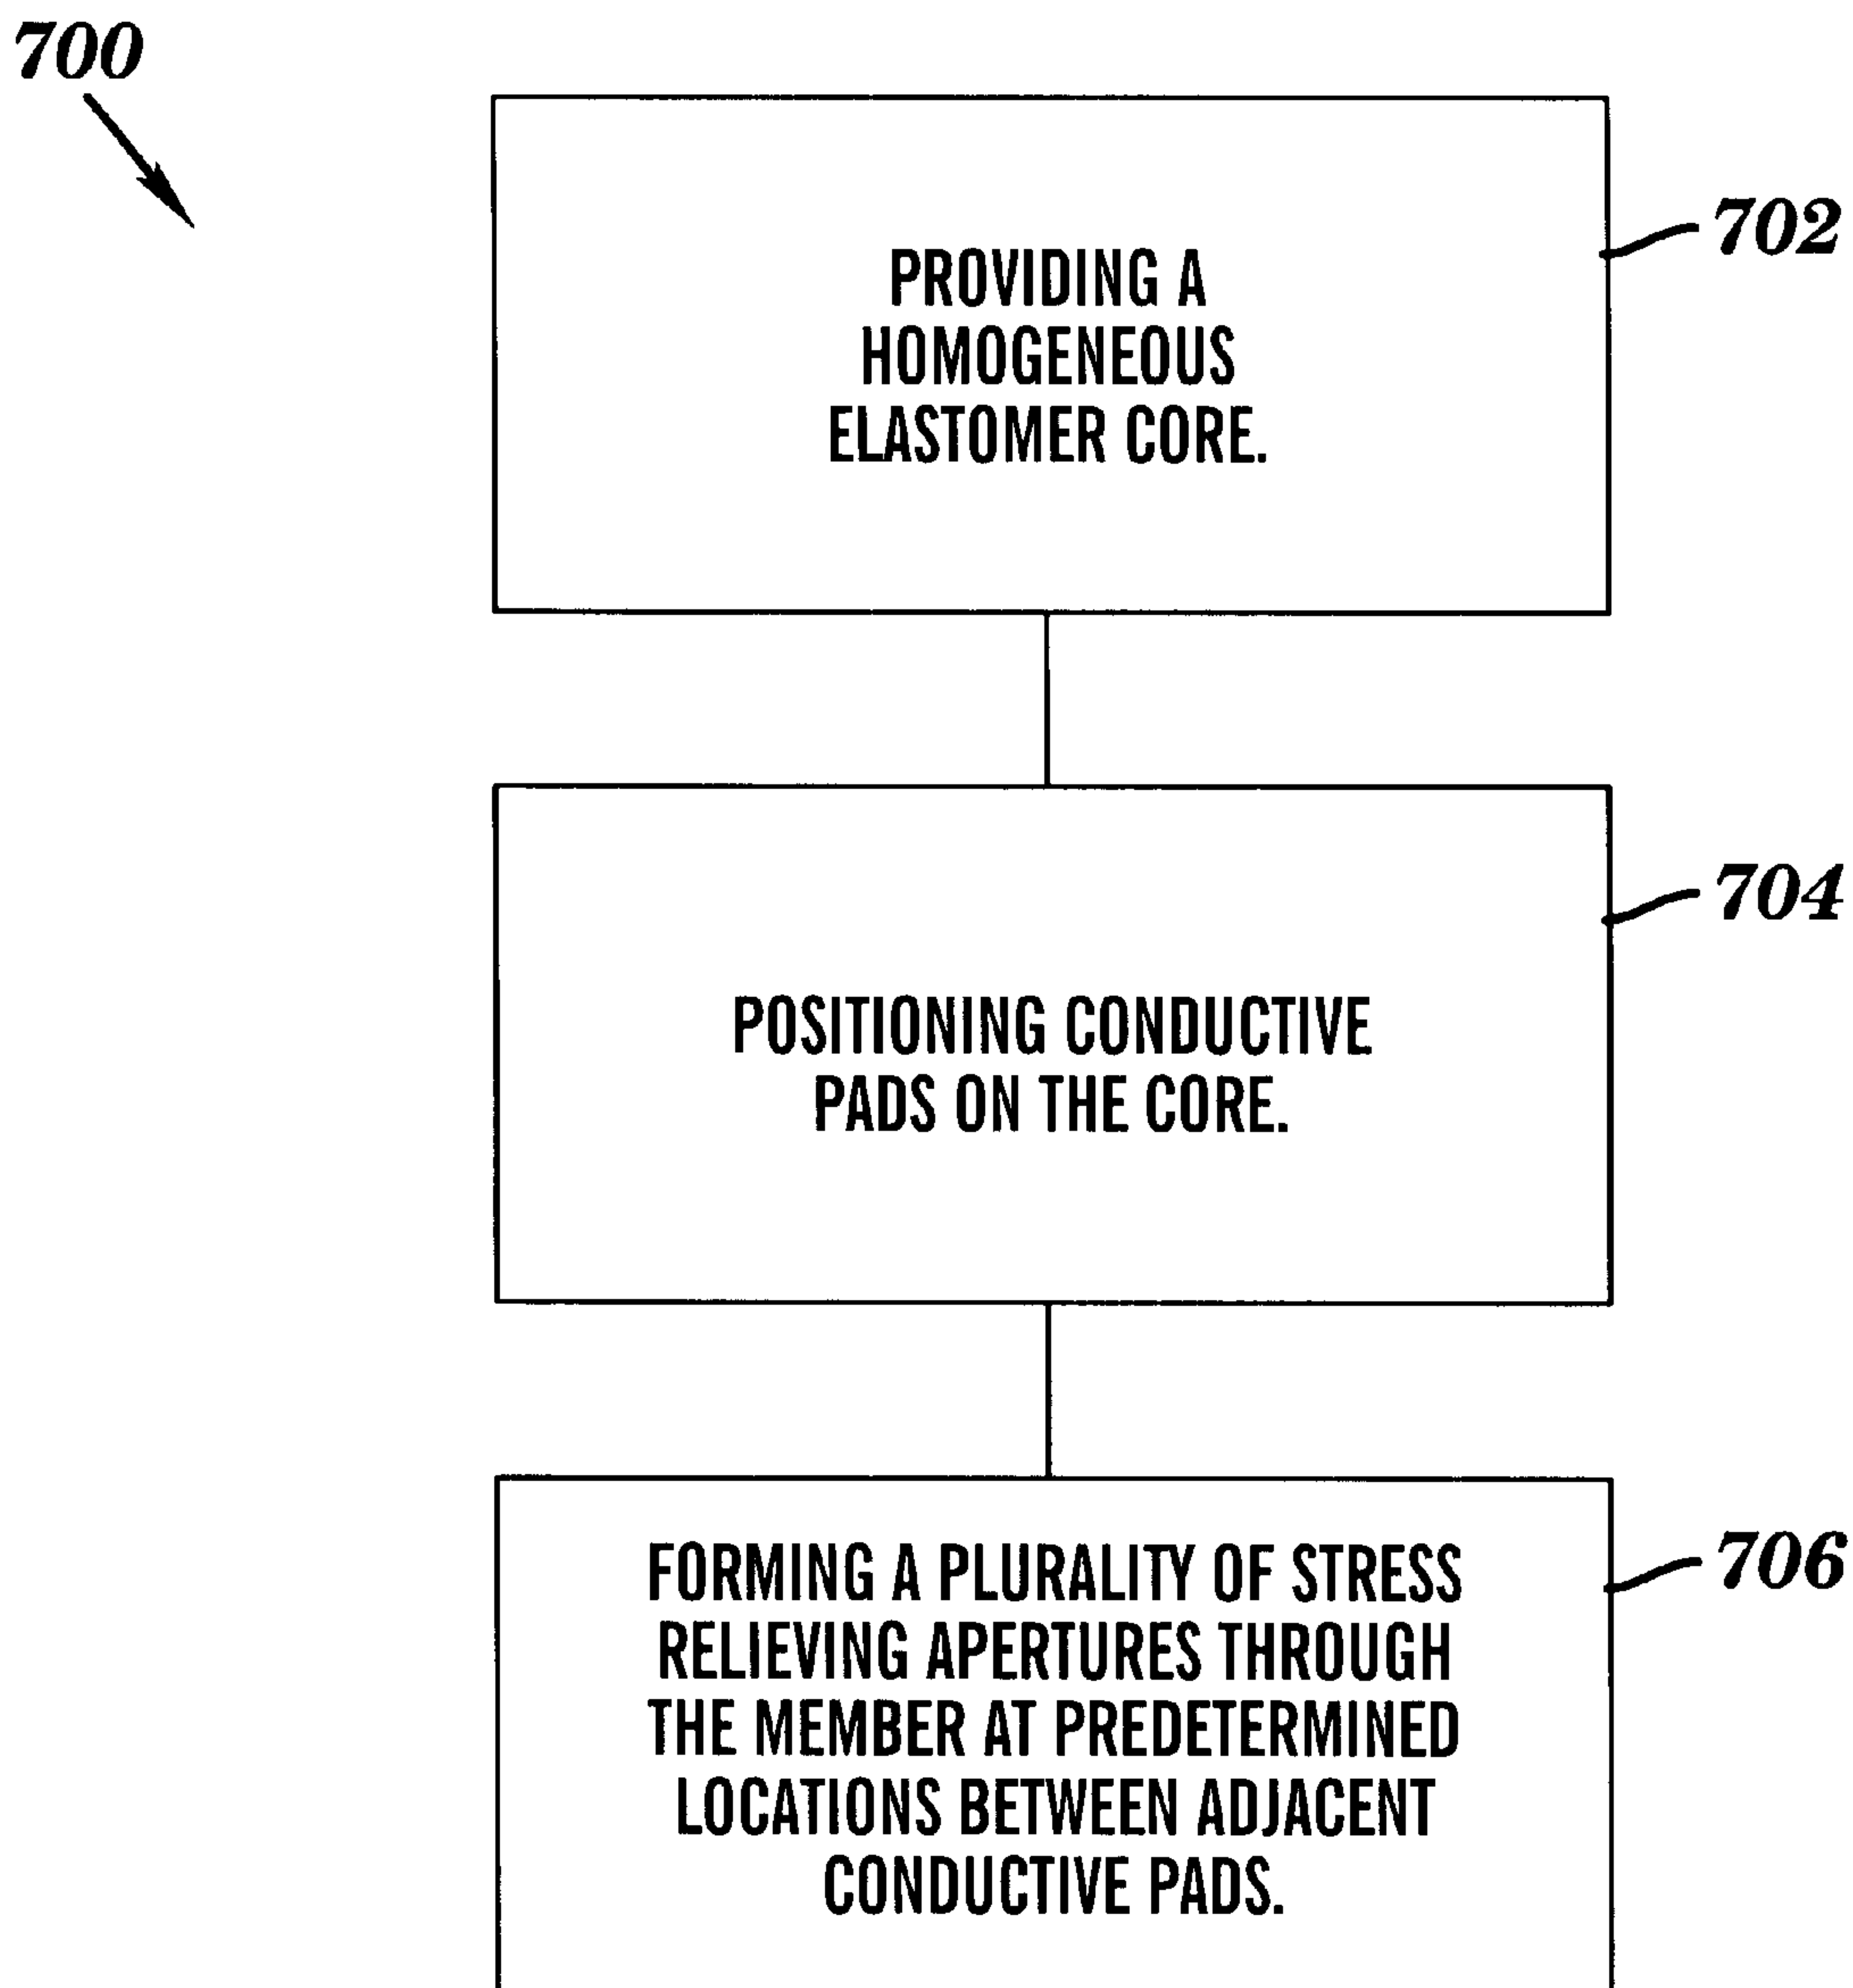 700
702
PROVIDING A
HOMOGENEOUS
ELASTOMER CORE.
704
POSITIONING CONDUCTIVE
PADS ON THE CORE.
706
FORMING A PLURALITY OF STRESS
RELIEVING APERTURES THROUGH
THE MEMBER AT PREDETERMINED
LOCATIONS BETWEEN ADJACENT
CONDUCTIVE PADS.